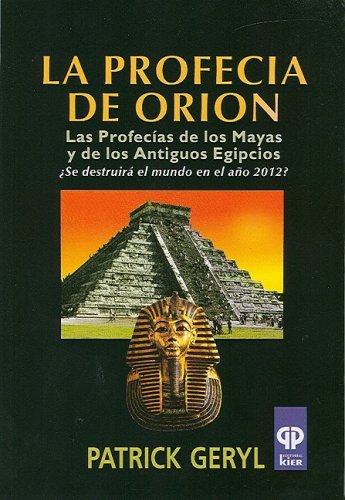 LA PROFECIA
DE ORION
Las Profecías de los Mayas
y de los Antiguos Egipcios
¿Se destruirá el mundo en el año 2012?
PATRICK GERYL
EDITORIAL
kIER